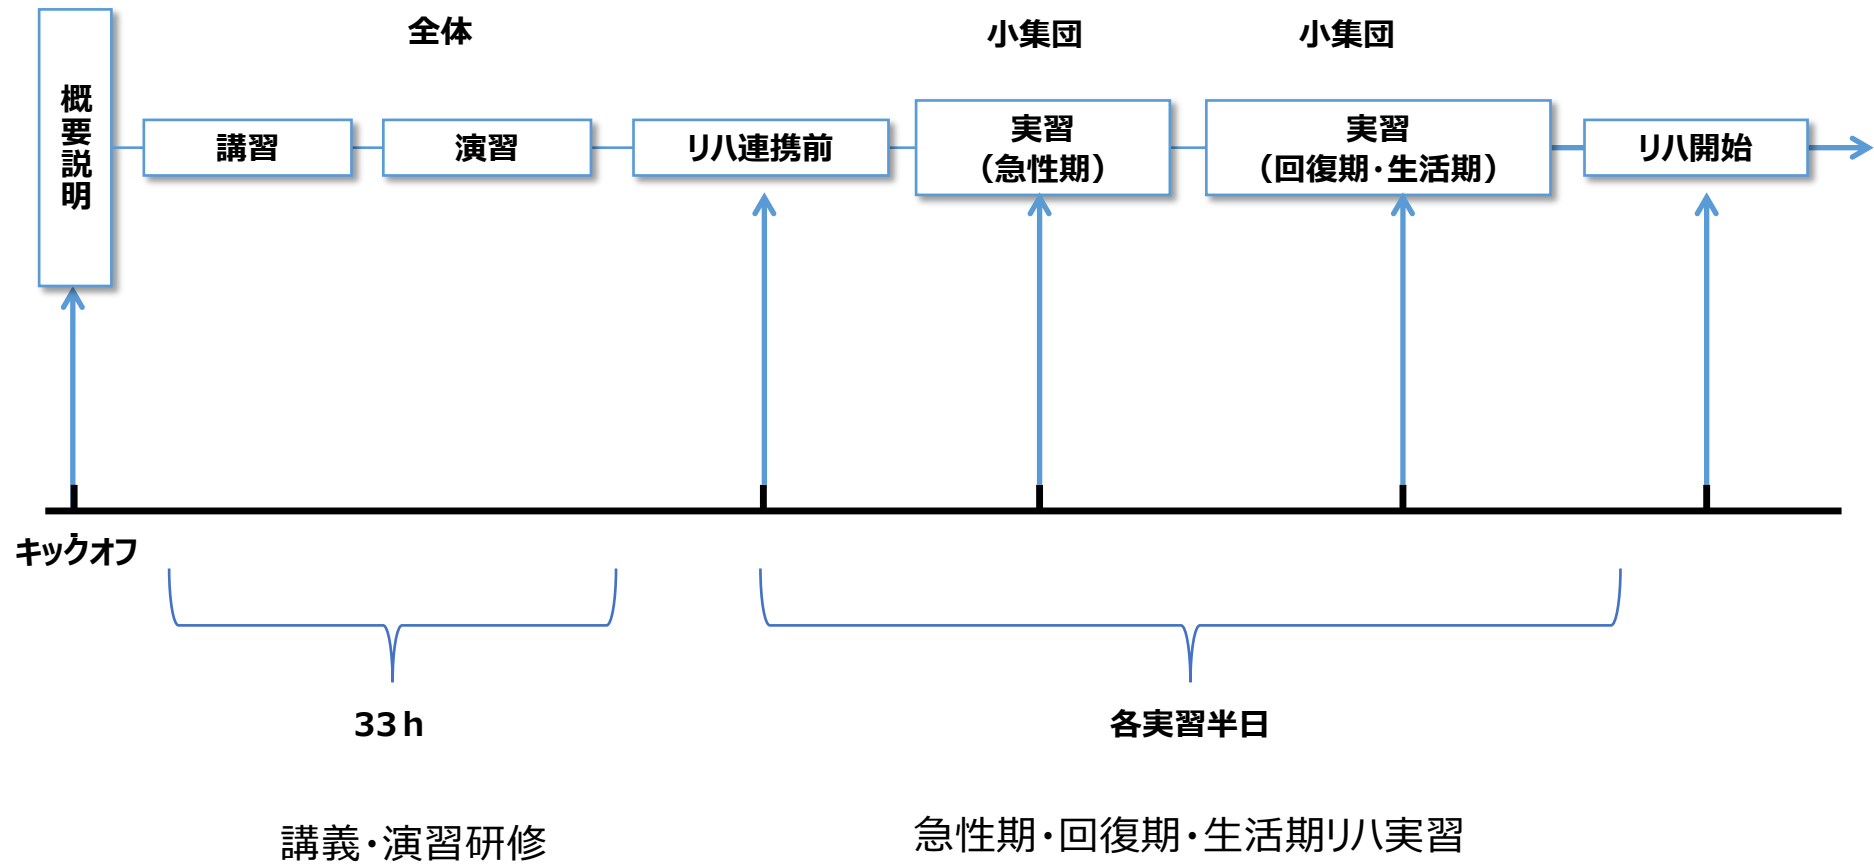 全体
小集団
小集団
概要説明
講習
演習
リハ連携前
実習
（急性期）
実習
（回復期・生活期）
リハ開始
キックオフ
33ｈ
各実習半日
講義・演習研修
急性期・回復期・生活期リハ実習